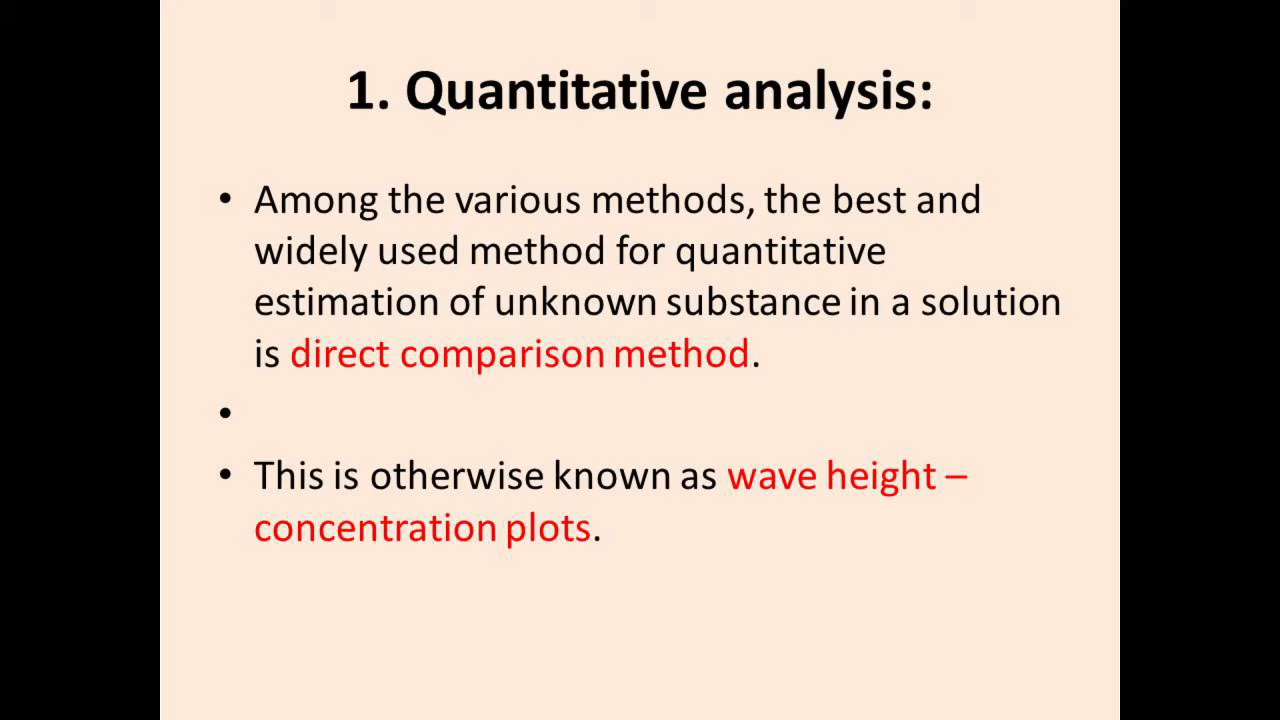 1. Quantitative analysis:
• Among the various methods, the best and
widely used method for quantitative
estimation of unknown substance in a solution
is direct comparison method.
•
• This is otherwise known as wave height –
concentration plots.